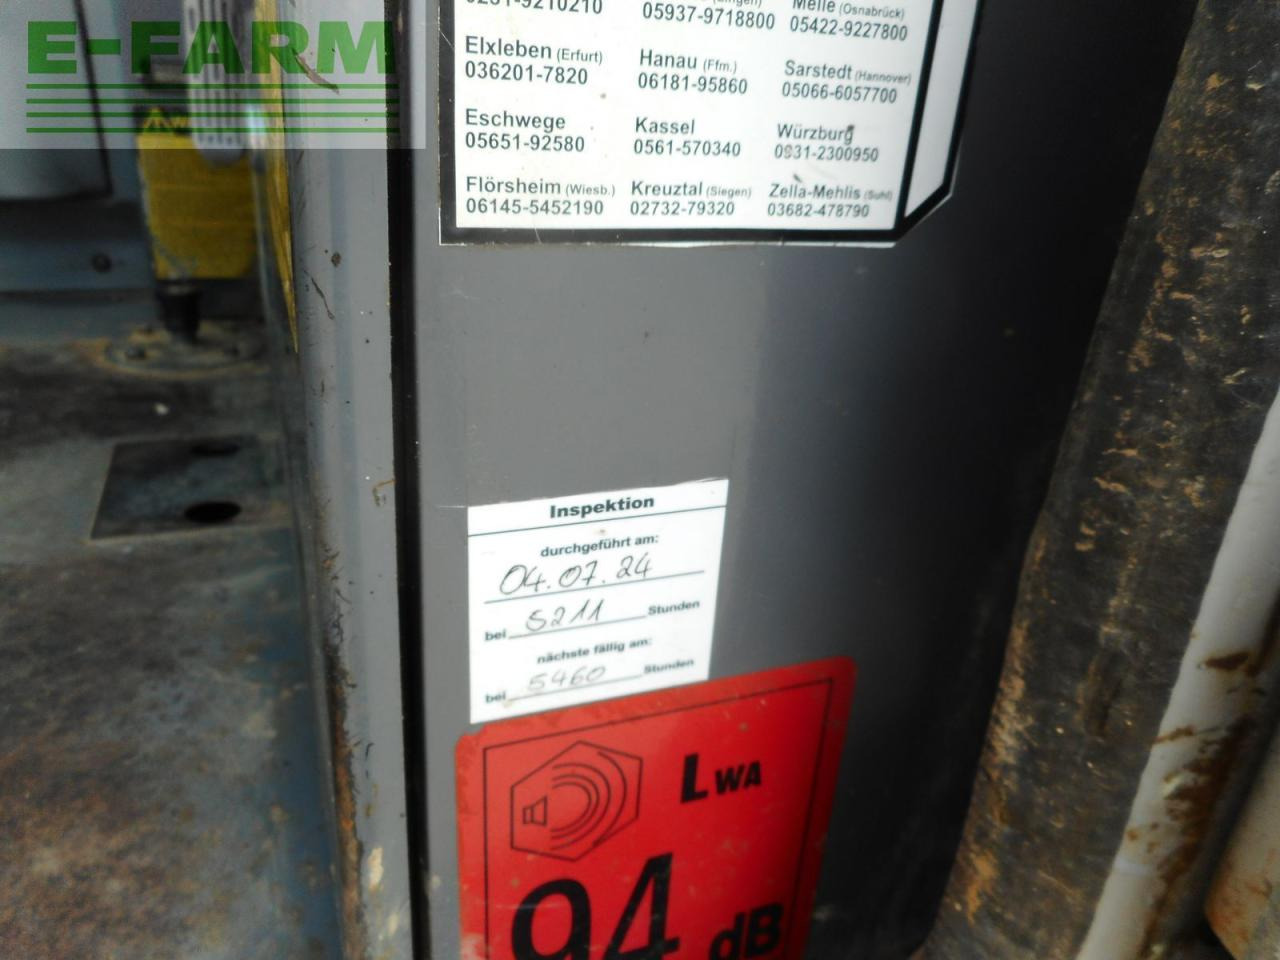 E-FARM
05937-9718800
Melle (Osnabrück)
05422-9227800
Elxleben (Erfurt)
036201-7820
Hanau (Ffm.)
06181-95860
Sarstedt (Hannover)
05066-6057700
Eschwege
05651-92580
Kassel
0561-570340
Würzburg
0931-2300950
Flörsheim (Wiesb.)
06145-5452190
Kreuztal (Siegen)
02732-79320
Zella-Mehlis (Suhl)
03682-478790
Inspektion
durchgeführt am:
04.07.24
bei 5211 Stunden
nächste fällig am:
bei 5460 Stunden
LWA
94 dB